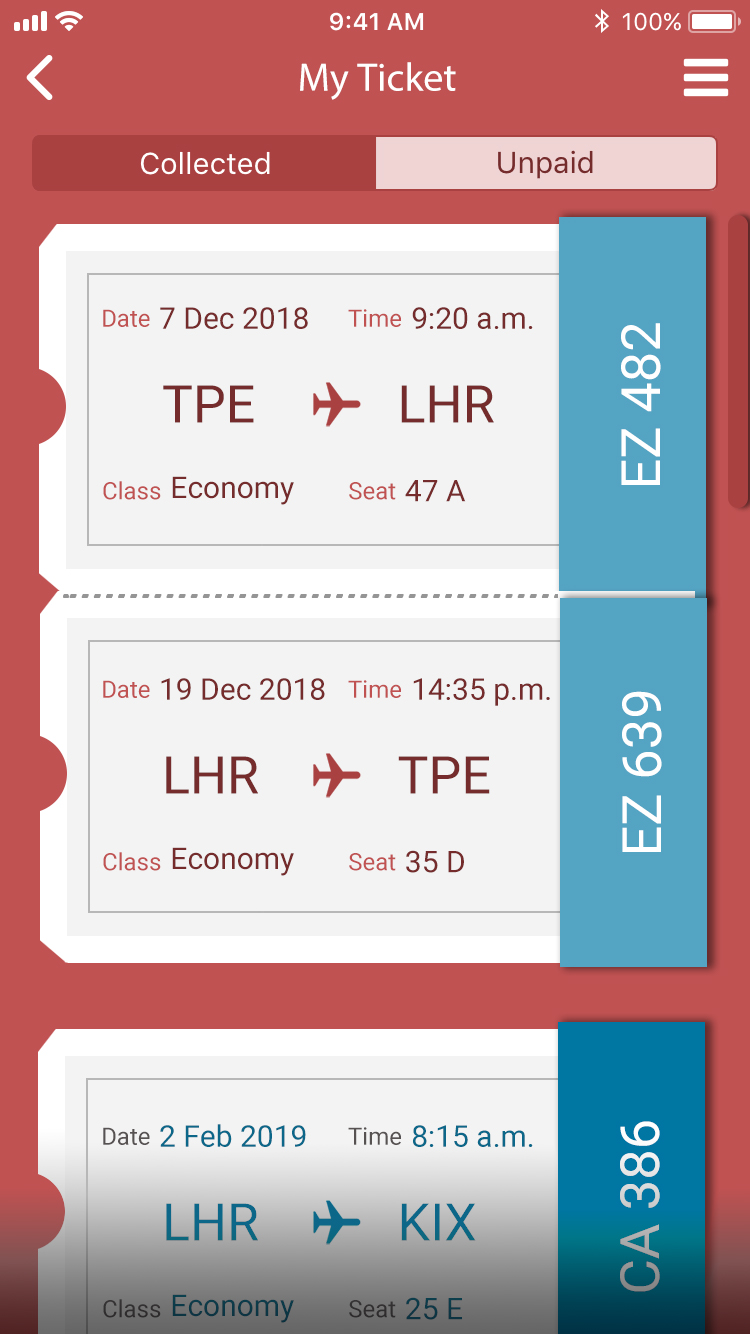 9:41 AM 100%
My Ticket
Collected Unpaid
Date 7 Dec 2018 Time 9:20 a.m.
TPE LHR
Class Economy Seat 47 A
EZ 482
Date 19 Dec 2018 Time 14:35 p.m.
LHR TPE
Class Economy Seat 35 D
EZ 639
Date 2 Feb 2019 Time 8:15 a.m.
LHR KIX
Class Economy Seat 25 E
CA 386